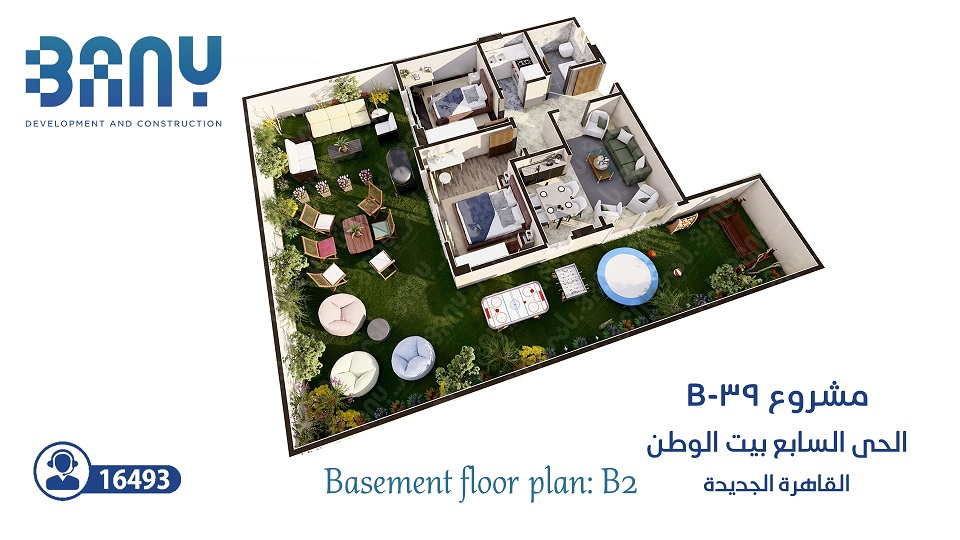 BANY
DEVELOPMENT AND CONSTRUCTION
مشروع B-٣٩
الحى السابع بيت الوطن
القاهرة الجديدة
16493
Basement floor plan: B2